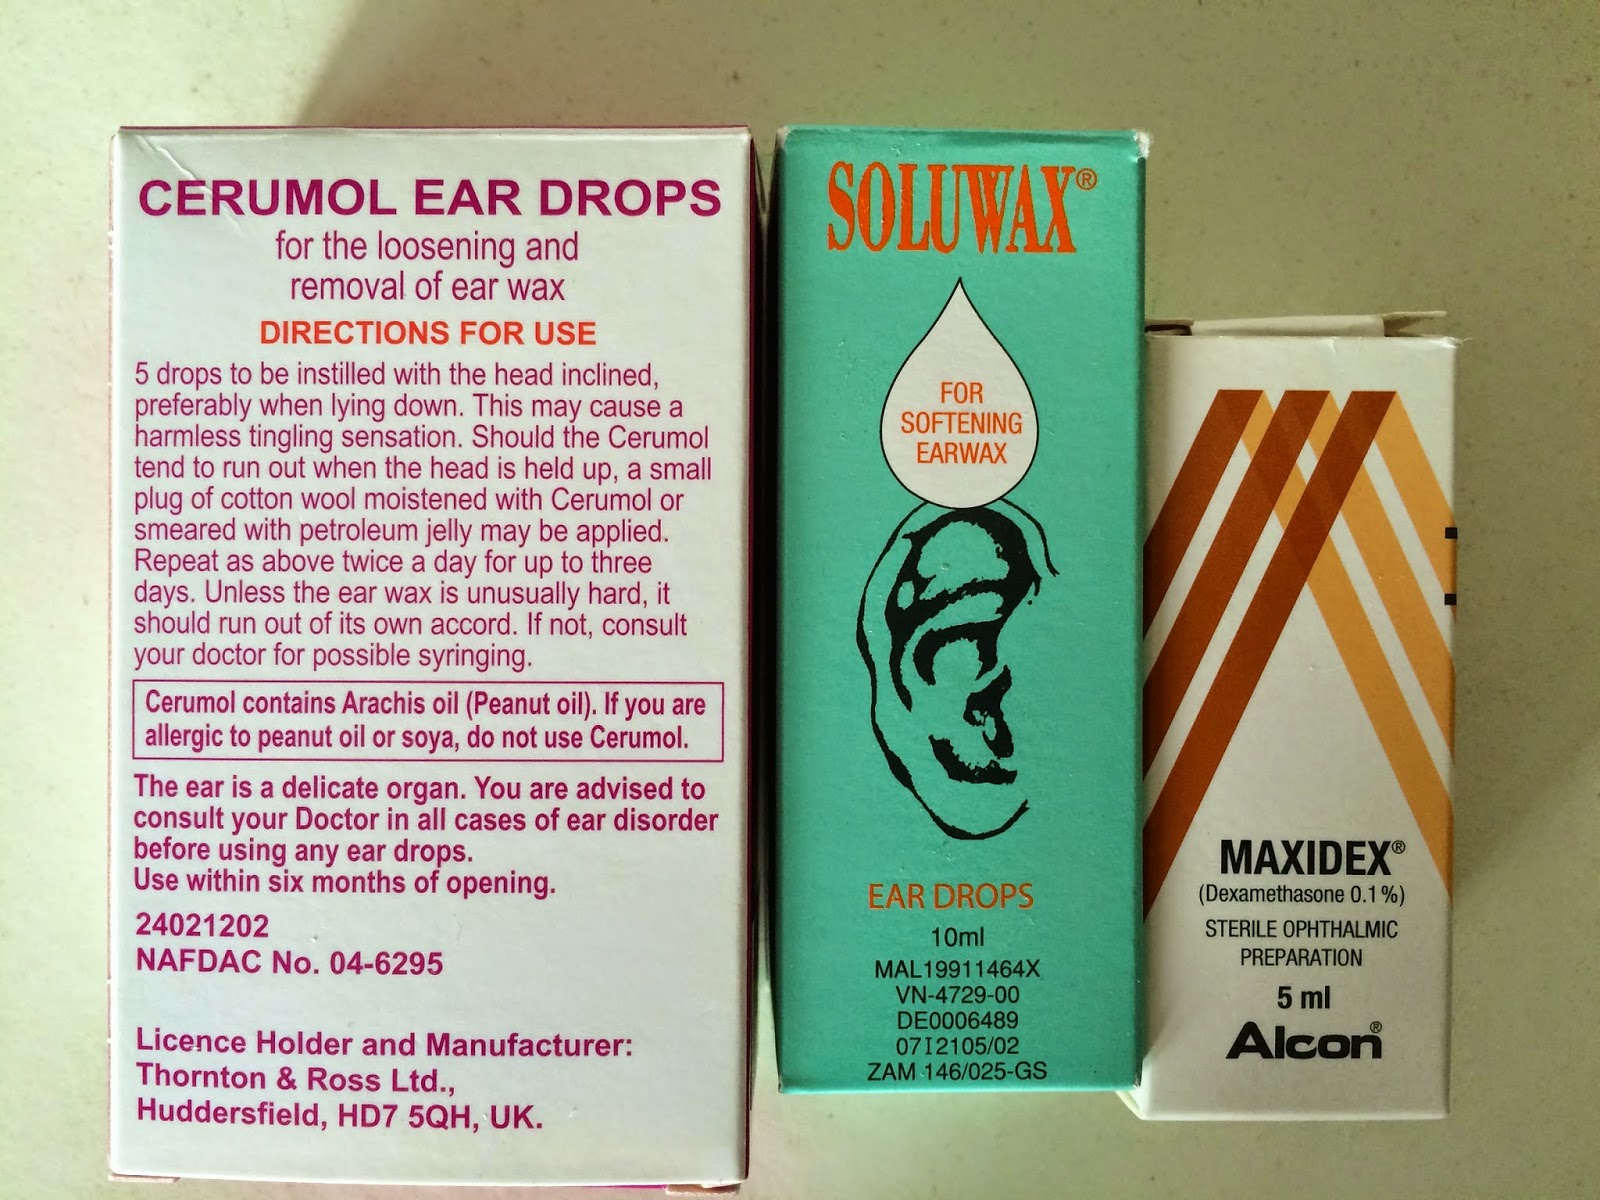 CERUMOL EAR DROPS
for the loosening and
removal of ear wax
DIRECTIONS FOR USE
5 drops to be instilled with the head inclined,
preferably when lying down. This may cause a
harmless tingling sensation. Should the Cerumol
tend to run out when the head is held up, a small
plug of cotton wool moistened with Cerumol or
smeared with petroleum jelly may be applied.
Repeat as above twice a day for up to three
days. Unless the ear wax is unusually hard, it
should run out of its own accord. If not, consult
your doctor for possible syringing.
Cerumol contains Arachis oil (Peanut oil). If you are
allergic to peanut oil or soya, do not use Cerumol.
The ear is a delicate organ. You are advised to
consult your Doctor in all cases of ear disorder
before using any ear drops.
Use within six months of opening.
24021202
NAFDAC No. 04-6295
Licence Holder and Manufacturer:
Thornton & Ross Ltd.,
Huddersfield, HD7 5QH, UK.
SOLUWAX®
FOR
SOFTENING
EARWAX
EAR DROPS
10ml
MAL19911464X
VN-4729-00
DE0006489
07I2105/02
ZAM 146/025-GS
MAXIDEX®
(Dexamethasone 0.1%)
STERILE OPHTHALMIC
PREPARATION
5 ml
Alcon®